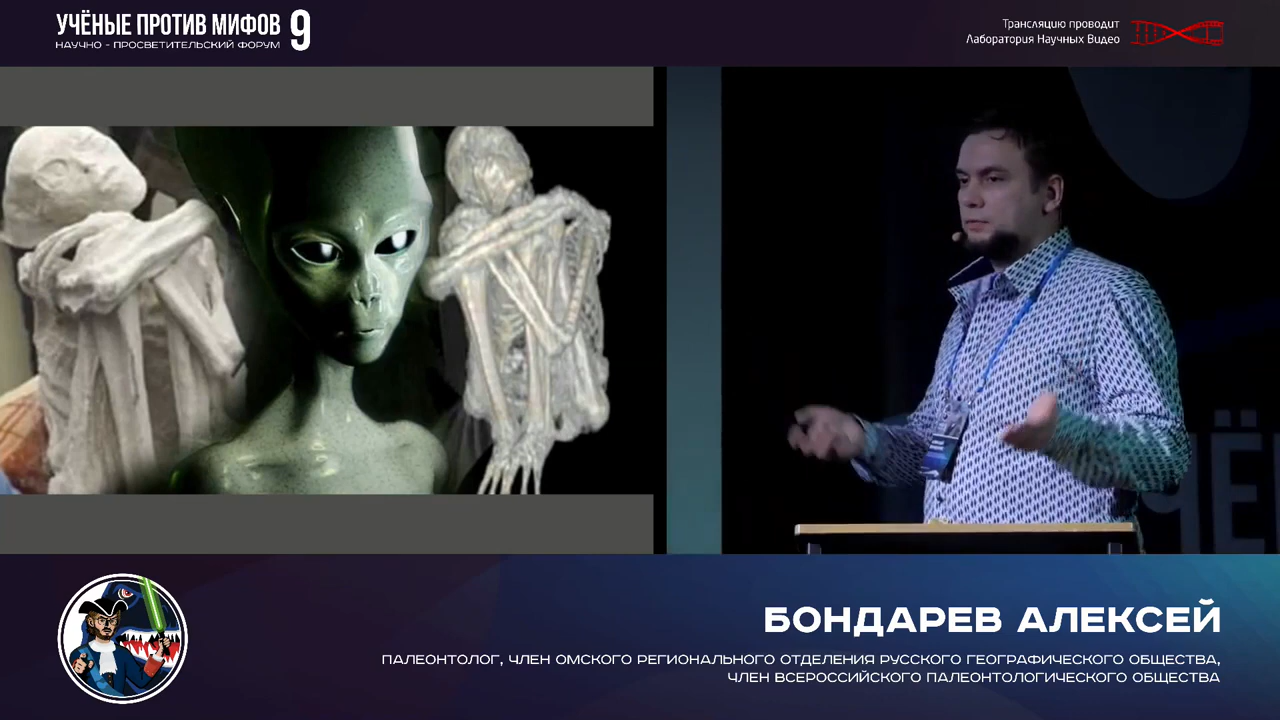 УЧЁНЫЕ ПРОТИВ МИФОВ 9
НАУЧНО - ПРОСВЕТИТЕЛЬСКИЙ ФОРУМ
Трансляцию проводит
Лаборатория Научных Видео
ЧЁ
БОНДАРЕВ АЛЕКСЕЙ
ПАЛЕОНТОЛОГ, ЧЛЕН ОМСКОГО РЕГИОНАЛЬНОГО ОТДЕЛЕНИЯ РУССКОГО ГЕОГРАФИЧЕСКОГО ОБЩЕСТВА,
ЧЛЕН ВСЕРОССИЙСКОГО ПАЛЕОНТОЛОГИЧЕСКОГО ОБЩЕСТВА